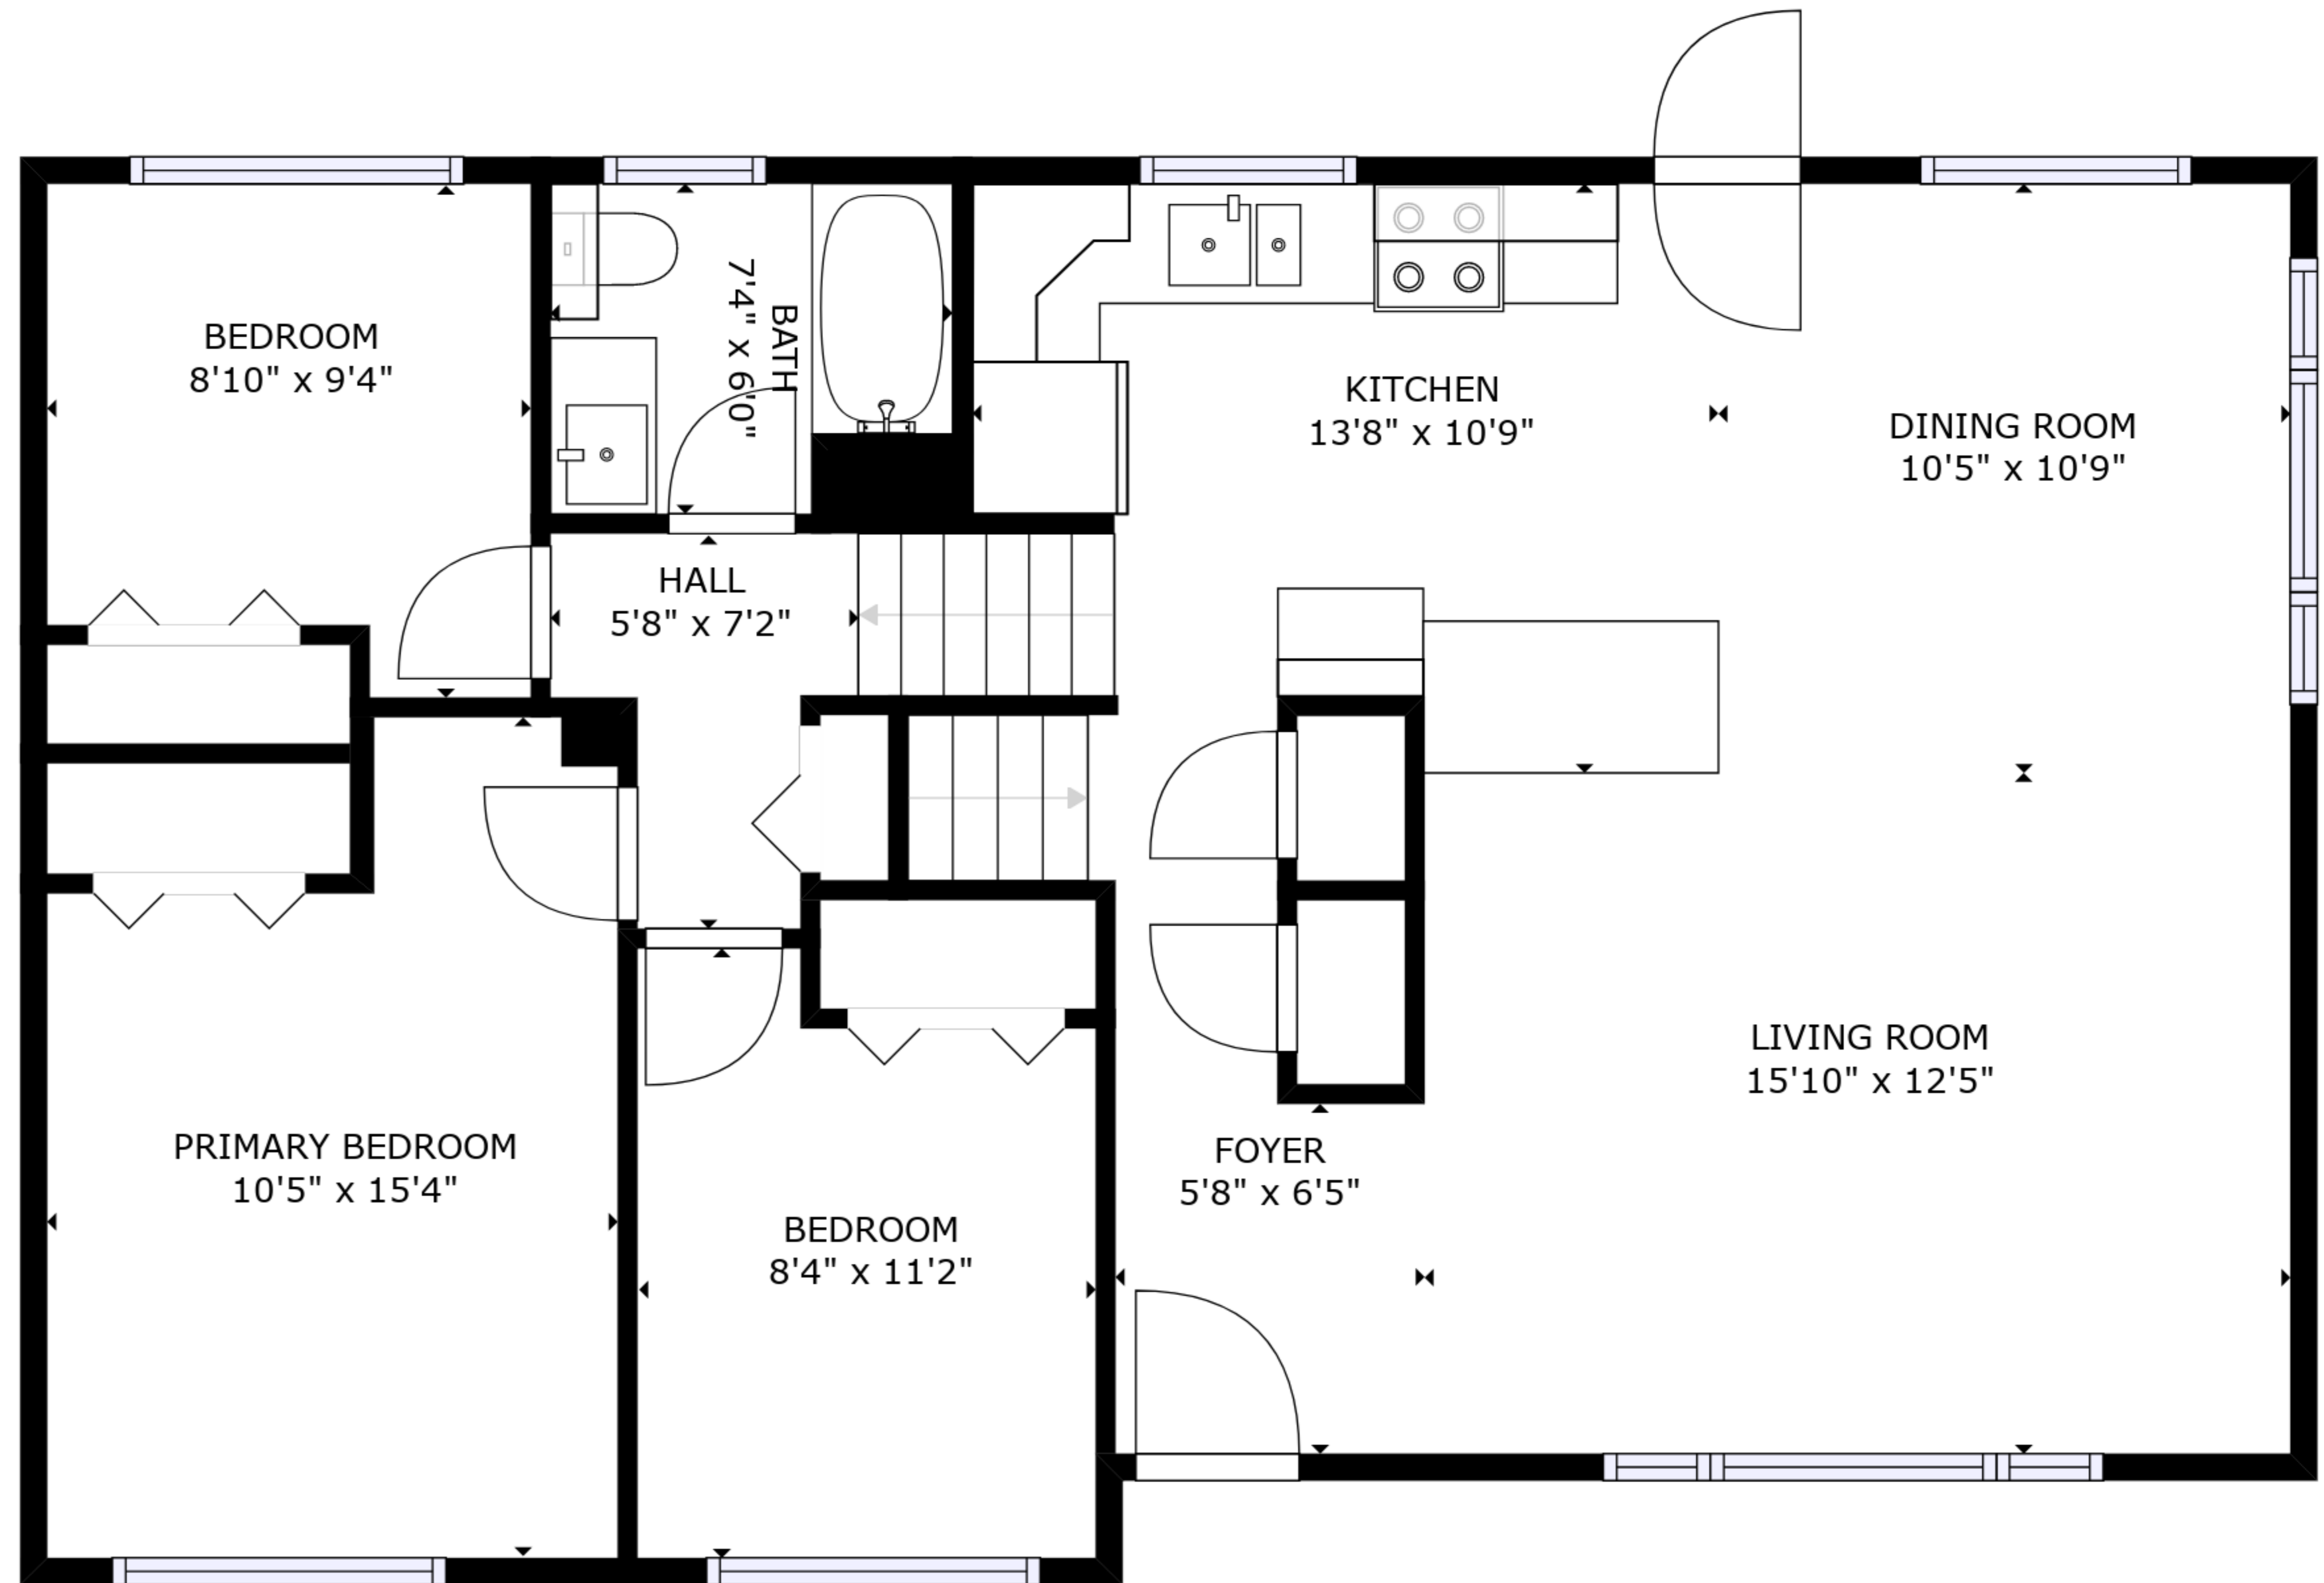 BEDROOM
8'10" x 9'4"
BATH
7'4" x 6'0"
KITCHEN
13'8" x 10'9"
DINING ROOM
10'5" x 10'9"
HALL
5'8" x 7'2"
LIVING ROOM
15'10" x 12'5"
PRIMARY BEDROOM
10'5" x 15'4"
FOYER
5'8" x 6'5"
BEDROOM
8'4" x 11'2"